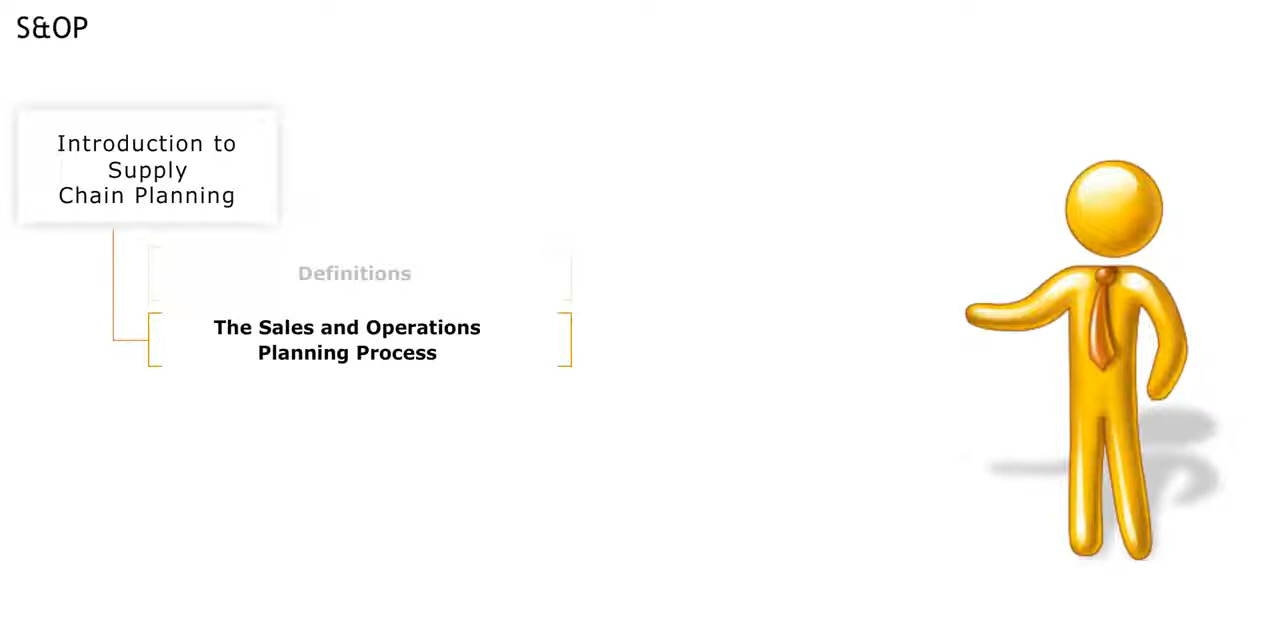 S&OP
Introduction to
Supply
Chain Planning
Definitions
The Sales and Operations
Planning Process